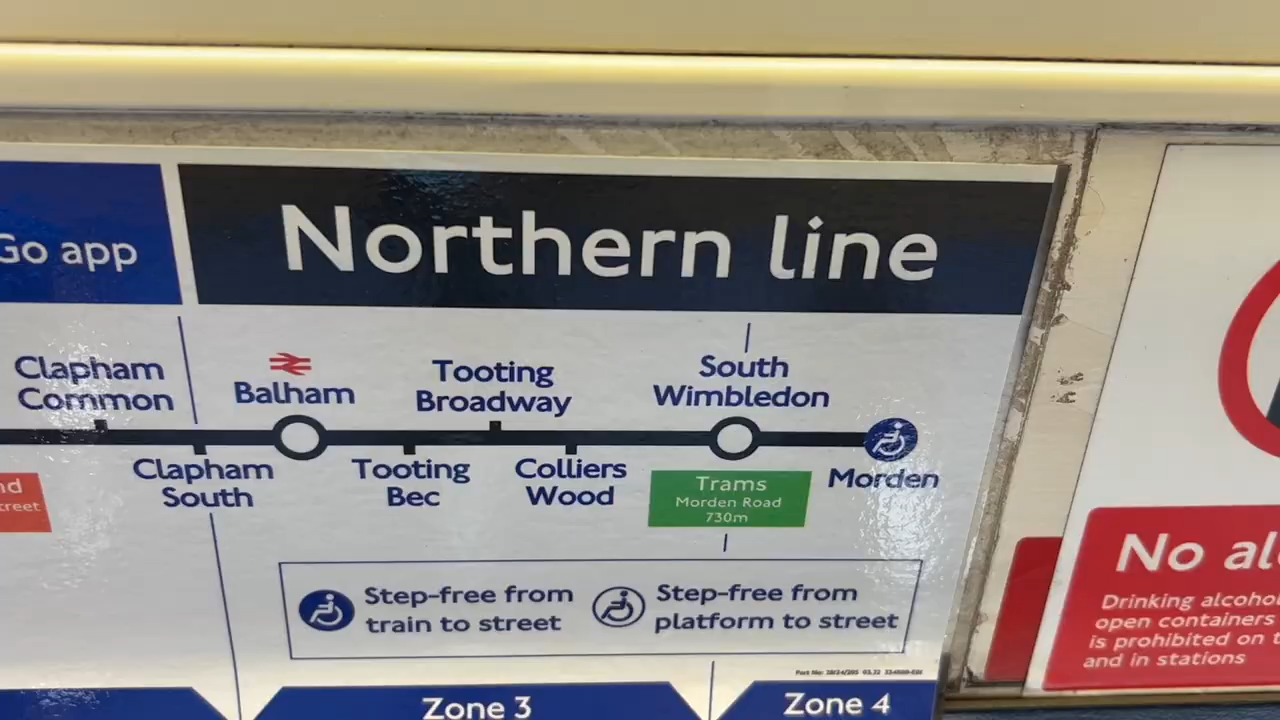 Go app
Northern line
Clapham
Common
Balham
Tooting
Broadway
South
Wimbledon
Clapham
South
Tooting
Bec
Colliers
Wood
Trams
Morden Road
730m
Morden
Step-free from
train to street
Step-free from
platform to street
Zone 3
Zone 4
No
Drinking
open containers
is prohibited on
and in stations